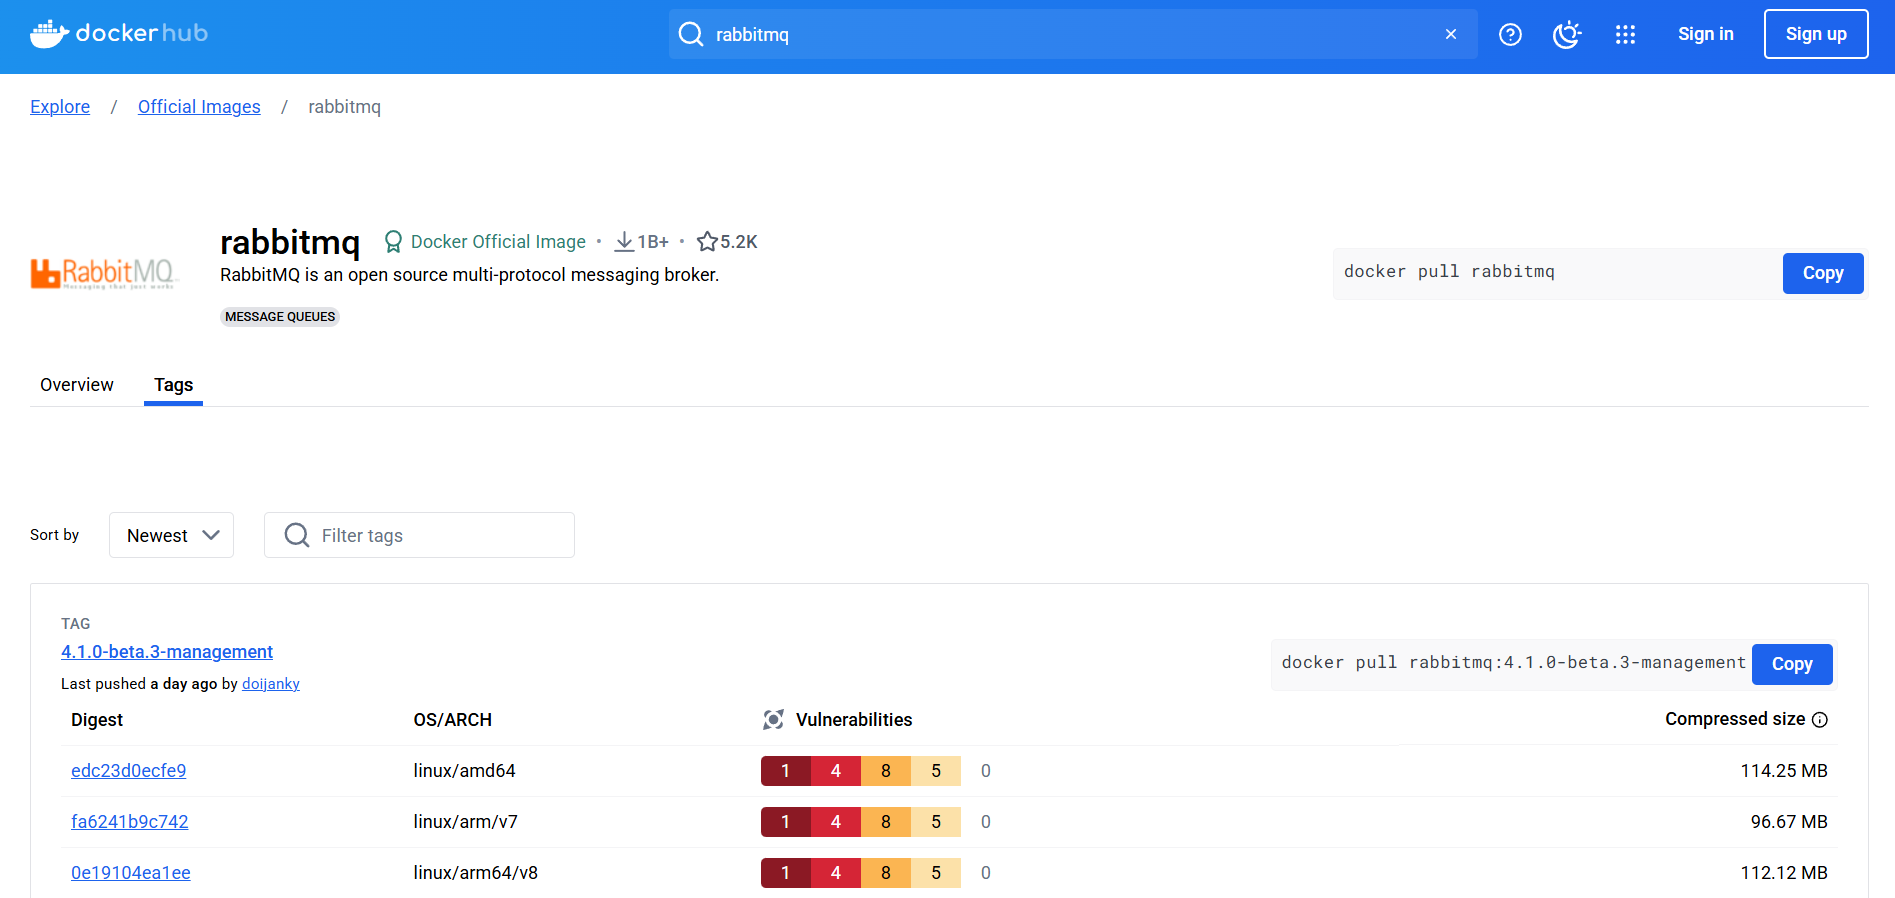 docker hub
rabbitmq
Sign in
Sign up
Explore / Official Images / rabbitmq
RabbitMQ
Messaging that just works
rabbitmq
Docker Official Image • 1B+ • 5.2K
RabbitMQ is an open source multi-protocol messaging broker.
MESSAGE QUEUES
docker pull rabbitmq
Copy
Overview
Tags
Sort by
Newest
Filter tags
TAG
4.1.0-beta.3-management
Last pushed a day ago by doijanky
docker pull rabbitmq:4.1.0-beta.3-management
Copy
Digest OS/ARCH Vulnerabilities Compressed size
edc23d0ecfe9 linux/amd64 1 4 8 5 0 114.25 MB
fa6241b9c742 linux/arm/v7 1 4 8 5 0 96.67 MB
0e19104ea1ee linux/arm64/v8 1 4 8 5 0 112.12 MB